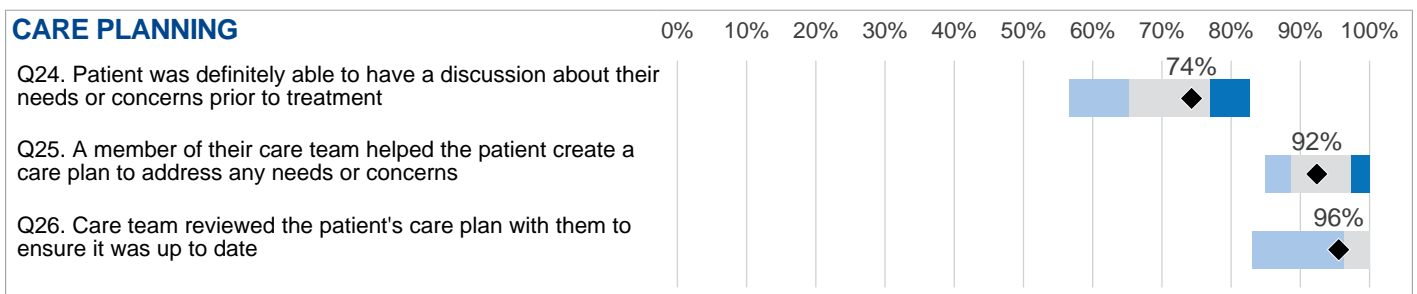 CARE PLANNING
0% 10% 20% 30% 40% 50% 60% 70% 80% 90% 100%
Q24. Patient was definitely able to have a discussion about their
needs or concerns prior to treatment
74%
Q25. A member of their care team helped the patient create a
care plan to address any needs or concerns
92%
Q26. Care team reviewed the patient's care plan with them to
ensure it was up to date
96%